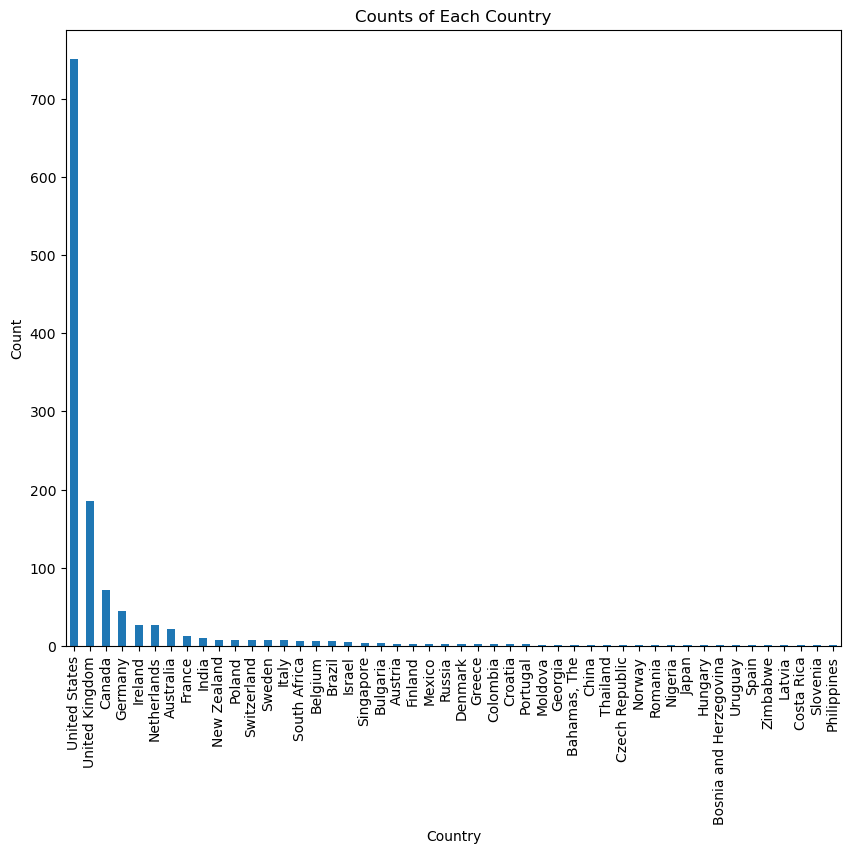 Counts of Each Country
Count
700
600
500
400
300
200
100
0
United States
United Kingdom
Canada
Germany
Ireland
Netherlands
Australia
France
India
New Zealand
Poland
Switzerland
Sweden
Italy
South Africa
Belgium
Brazil
Israel
Singapore
Bulgaria
Austria
Finland
Mexico
Russia
Denmark
Greece
Colombia
Croatia
Portugal
Moldova
Georgia
Bahamas, The
China
Thailand
Czech Republic
Norway
Romania
Nigeria
Japan
Hungary
Bosnia and Herzegovina
Uruguay
Spain
Zimbabwe
Latvia
Costa Rica
Slovenia
Philippines
Country